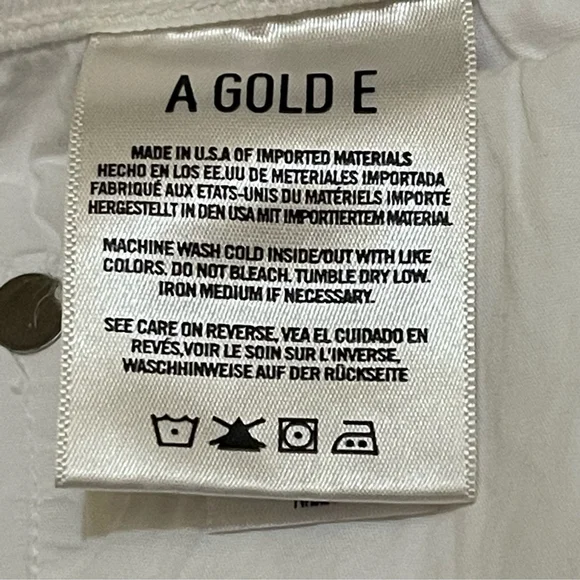 A GOLD E
MADE IN U.S.A OF IMPORTED MATERIALS
HECHO EN LOS EE.UU DE METERIALES IMPORTADA
FABRIQUÉ AUX ETATS-UNIS DU MATÉRIELS IMPORTÉ
HERGESTELLT IN DEN USA MIT IMPORTIERTEM MATERIAL
MACHINE WASH COLD INSIDE/OUT WITH LIKE
COLORS. DO NOT BLEACH. TUMBLE DRY LOW.
IRON MEDIUM IF NECESSARY.
SEE CARE ON REVERSE, VEA EL CUIDADO EN
REVÉS,VOIR LE SOIN SUR L'INVERSE,
WASCHHINWEISE AUF DER RÜCKSEITE